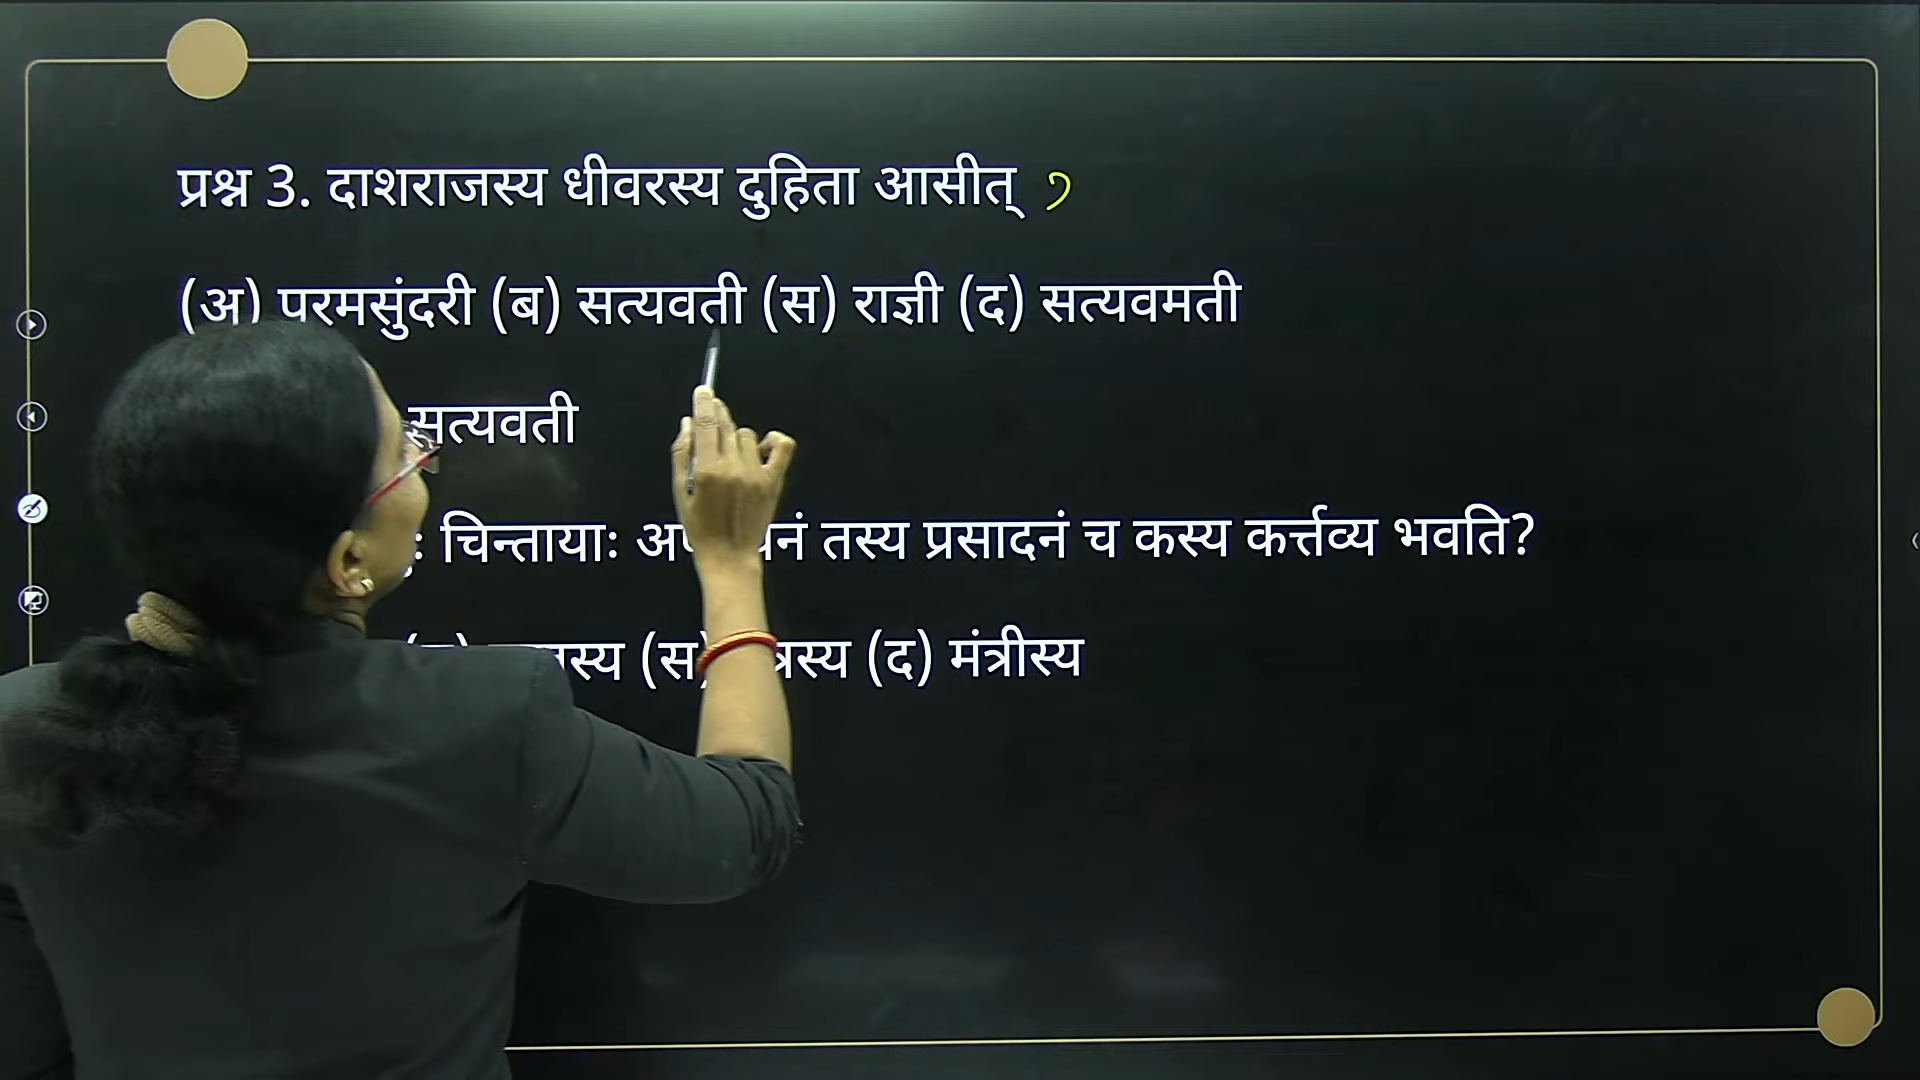 प्रश्न 3. दाशराजस्य धीवरस्य दुहिता आसीत् ?
(अ) परमसुंदरी (ब) सत्यवती (स) राज्ञी (द) सत्यवमती
सत्यवती
चिन्तायाः तस्य प्रसादनं च कस्य कर्त्तव्य भवति?
(स) (द) मंत्रीस्य